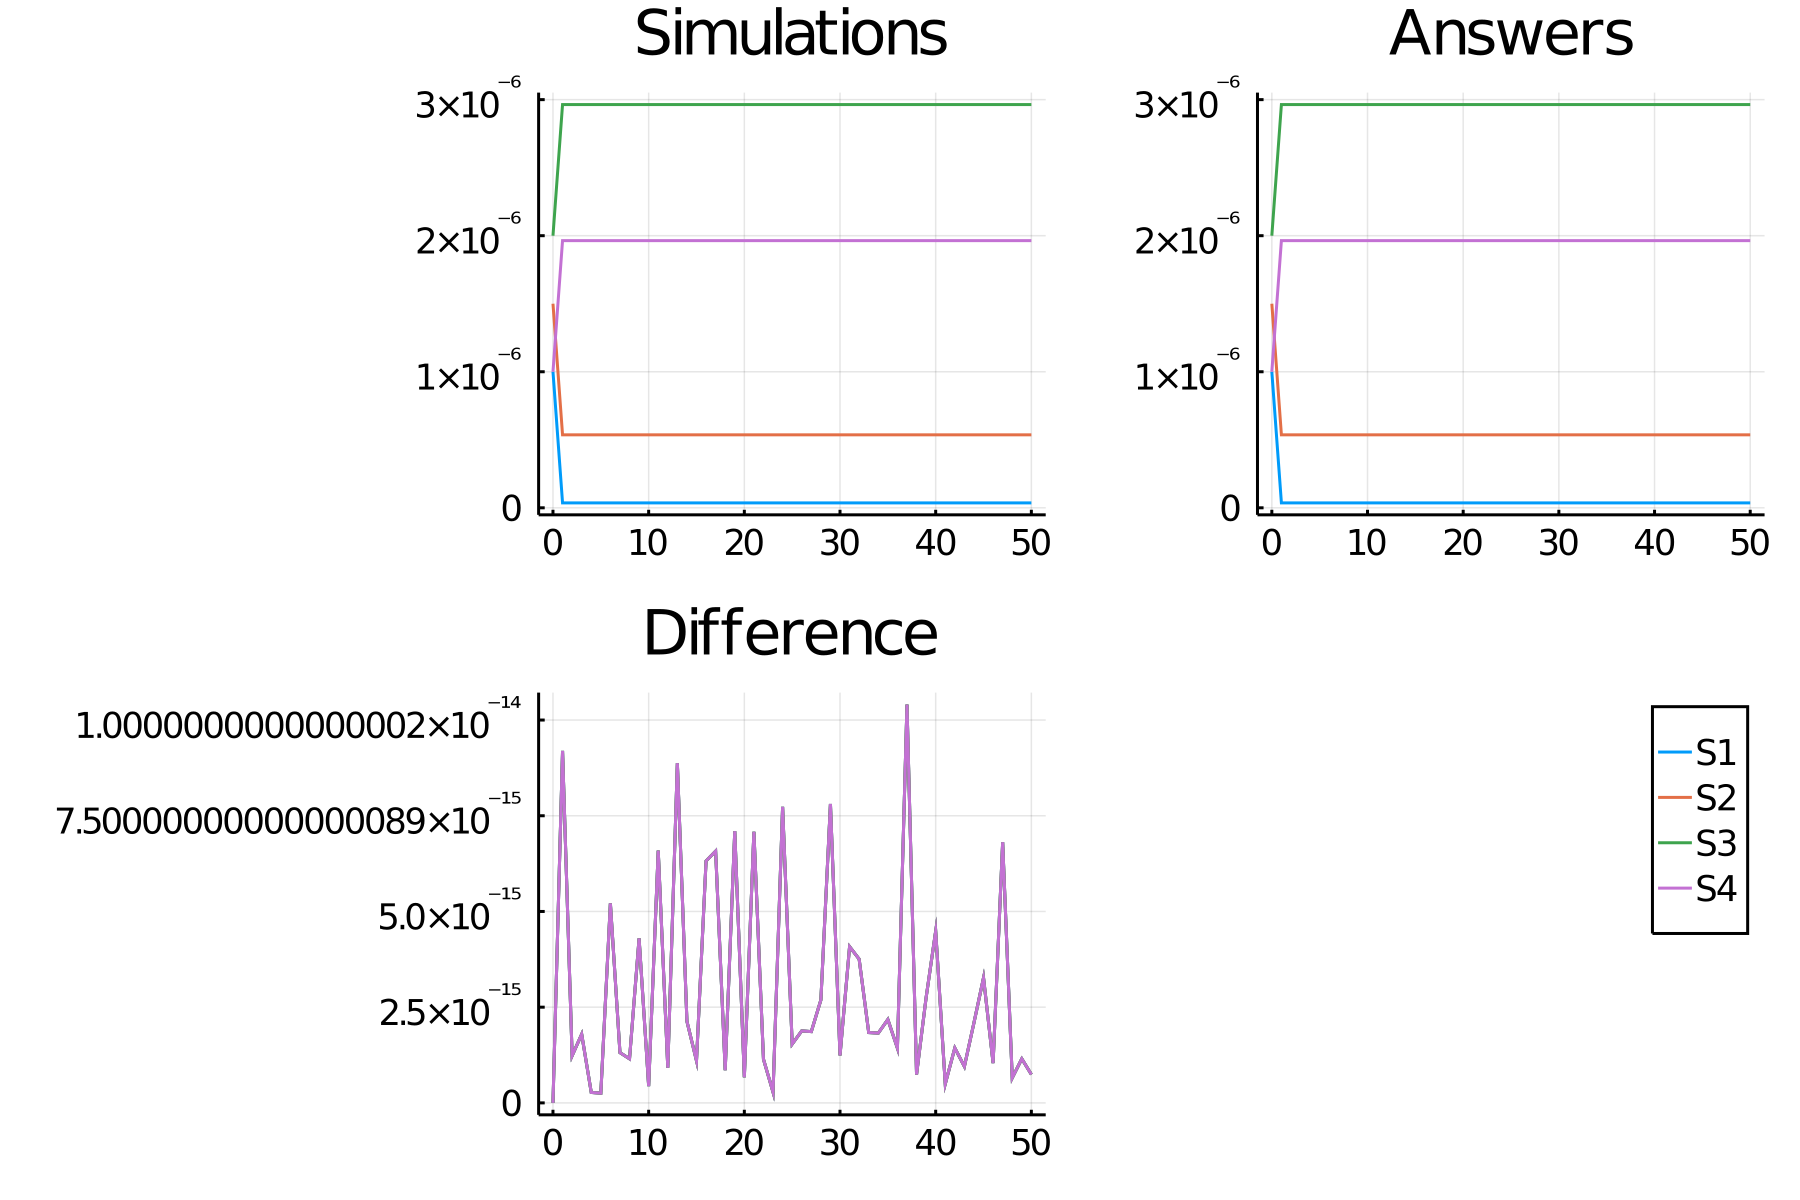 Simulations
3×10⁻⁶
2×10⁻⁶
1×10⁻⁶
0
0 10 20 30 40 50
Answers
3×10⁻⁶
2×10⁻⁶
1×10⁻⁶
0
0 10 20 30 40 50
Difference
1.0000000000000002×10⁻¹⁴
7.500000000000000089×10⁻¹⁵
5.0×10⁻¹⁵
2.5×10⁻¹⁵
0
0 10 20 30 40 50
S1
S2
S3
S4